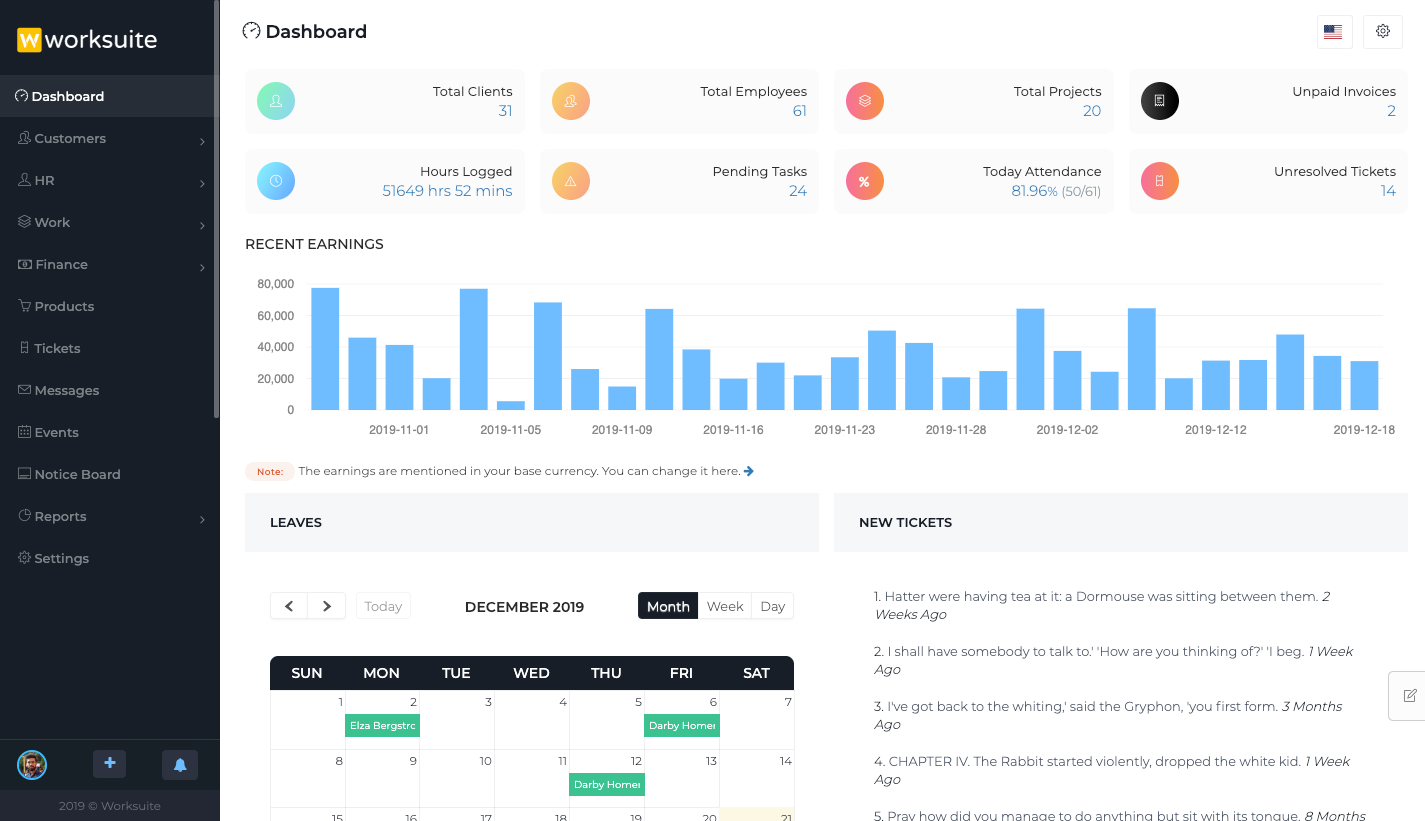 worksuite
Dashboard
Customers
HR
Work
Finance
Products
Tickets
Messages
Events
Notice Board
Reports
Settings
2019 © Worksuite
Dashboard
Total Clients
31
Total Employees
61
Total Projects
20
Unpaid Invoices
2
Hours Logged
51649 hrs 52 mins
Pending Tasks
24
Today Attendance
81.96% (50/61)
Unresolved Tickets
14
RECENT EARNINGS
80,000
60,000
40,000
20,000
0
2019-11-01 2019-11-05 2019-11-09 2019-11-16 2019-11-23 2019-11-28 2019-12-02 2019-12-12 2019-12-18
Note: The earnings are mentioned in your base currency. You can change it here.
LEAVES
Today
DECEMBER 2019
Month Week Day
SUN MON TUE WED THU FRI SAT
1 2 3 4 5 6 7
Elza Bergstrc Darby Homer
8 9 10 11 12 13 14
Darby Homer
15 16 17 18 19 20 21
NEW TICKETS
1. Hatter were having tea at it: a Dormouse was sitting between them. 2
Weeks Ago
2. I shall have somebody to talk to.' 'How are you thinking of?' 'I beg. 1 Week
Ago
3. I've got back to the whiting,' said the Gryphon, 'you first form. 3 Months
Ago
4. CHAPTER IV. The Rabbit started violently, dropped the white kid. 1 Week
Ago
5. Pray how did you manage to do anything but sit with its tongue. 8 Months